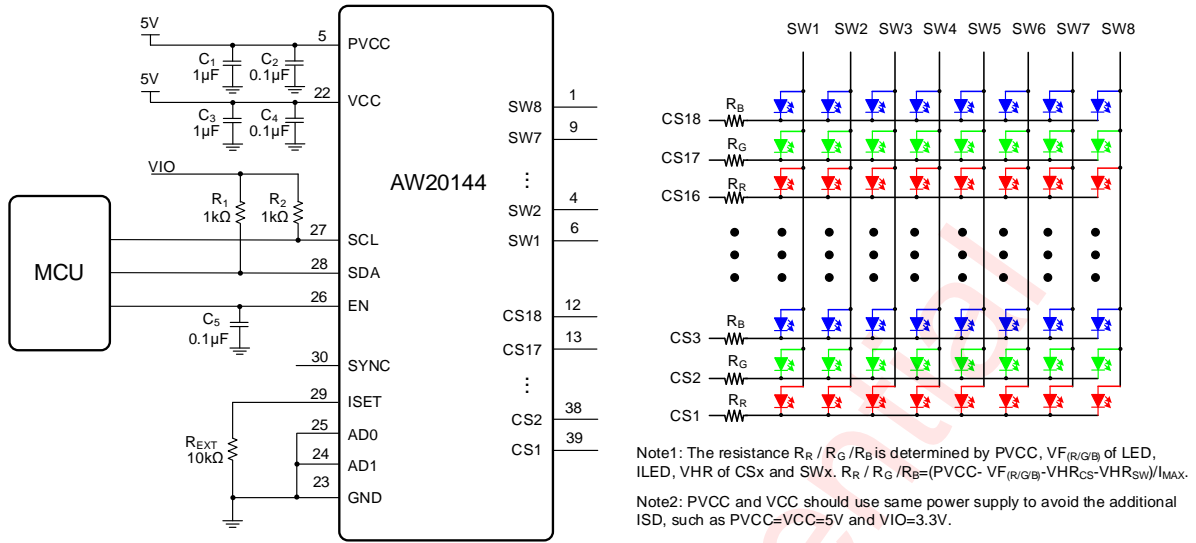 5V
5
PVCC
C1
1µF
C2
0.1µF
5V
22
VCC
C3
1µF
C4
0.1µF
VIO
R1
1kΩ
R2
1kΩ
MCU
27
SCL
28
SDA
26
EN
C5
0.1µF
30
SYNC
29
ISET
REXT
10kΩ
25
AD0
24
AD1
23
GND
AW20144
SW8
1
SW7
9
SW2
4
SW1
6
CS18
12
CS17
13
CS2
38
CS1
39
SW1 SW2 SW3 SW4 SW5 SW6 SW7 SW8
CS18 RB
CS17 RG
CS16 RR
CS3 RB
CS2 RG
CS1 RR
Note1: The resistance RR / RG /RB is determined by PVCC, VF(R/G/B) of LED,
ILED, VHR of CSx and SWx. RR / RG /RB=(PVCC- VF(R/G/B)-VHRCS-VHRSW)/IMAX.
Note2: PVCC and VCC should use same power supply to avoid the additional
ISD, such as PVCC=VCC=5V and VIO=3.3V.
ential